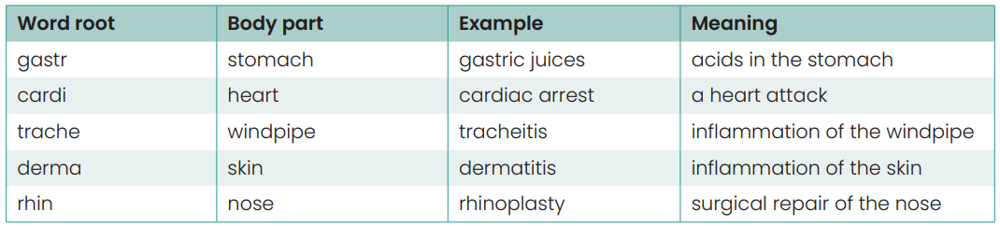 Word root Body part Example Meaning
gastr stomach gastric juices acids in the stomach
cardi heart cardiac arrest a heart attack
trache windpipe tracheitis inflammation of the windpipe
derma skin dermatitis inflammation of the skin
rhin nose rhinoplasty surgical repair of the nose